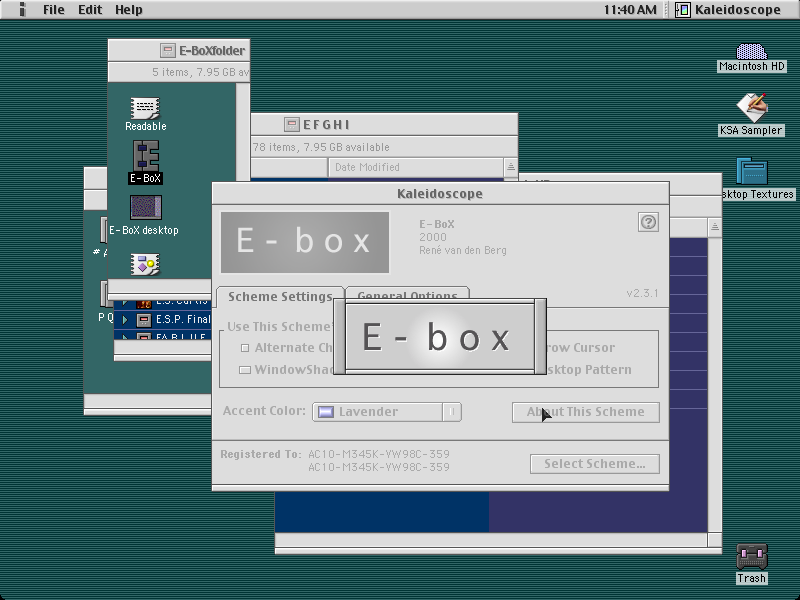 File Edit Help
11:40 AM Kaleidoscope
E-BoXfolder
5 items, 7.95 GB av
Readable
E-BoX
E-BoX desktop
E F G H I
78 items, 7.95 GB available
Date Modified
Macintosh HD
KSA Sampler
sktop Textures
Trash
# A
P Q
E.S. Curtis
E.S.P. Final
Kaleidoscope
E - b o x
E-BoX
2000
René van den Berg
v2.3.1
Scheme Settings
General Options
Use This Scheme'
Alternate Ch
row Cursor
WindowShad
sktop Pattern
E - b o x
Accent Color:
Lavender
About This Scheme
Registered To: AC10-M345K-YW98C-359
AC10-M345K-YW98C-359
Select Scheme...